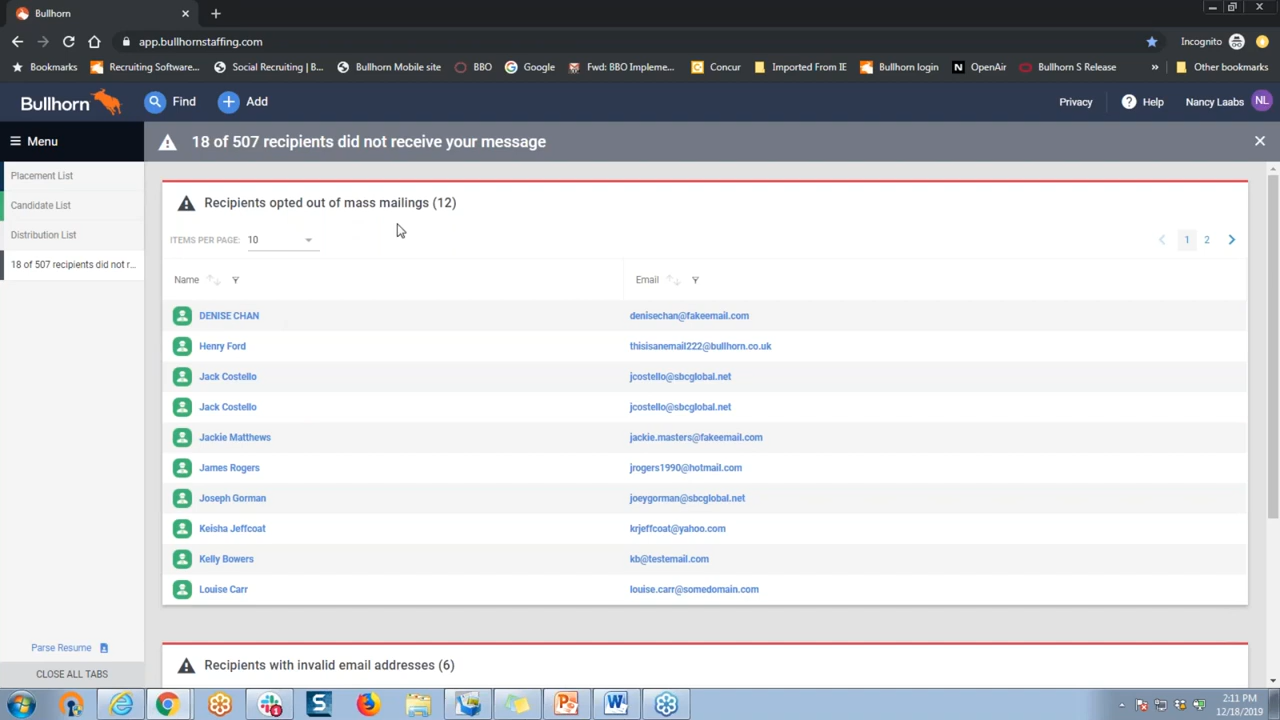 Bullhorn
app.bullhornstaffing.com
Incognito
Bookmarks
Recruiting Software...
Social Recruiting | B...
Bullhorn Mobile site
BBO
Google
Fwd: BBO Impleme...
Concur
Imported From IE
Bullhorn login
OpenAir
Bullhorn S Release
»
Other bookmarks
Bullhorn
Find
Add
Privacy
Help
Nancy Laabs
NL
Menu
18 of 507 recipients did not receive your message
Placement List
Candidate List
Distribution List
18 of 507 recipients did not r...
Recipients opted out of mass mailings (12)
ITEMS PER PAGE: 10
1 2
Name
Email
DENISE CHAN
denisechan@fakeemail.com
Henry Ford
thisisanemail222@bullhorn.co.uk
Jack Costello
jcostello@sbcglobal.net
Jack Costello
jcostello@sbcglobal.net
Jackie Matthews
jackie.masters@fakeemail.com
James Rogers
jrogers1990@hotmail.com
Joseph Gorman
joeygorman@sbcglobal.net
Keisha Jeffcoat
krjeffcoat@yahoo.com
Kelly Bowers
kb@testemail.com
Louise Carr
louise.carr@somedomain.com
Parse Resume
CLOSE ALL TABS
Recipients with invalid email addresses (6)
2:11 PM
12/18/2019